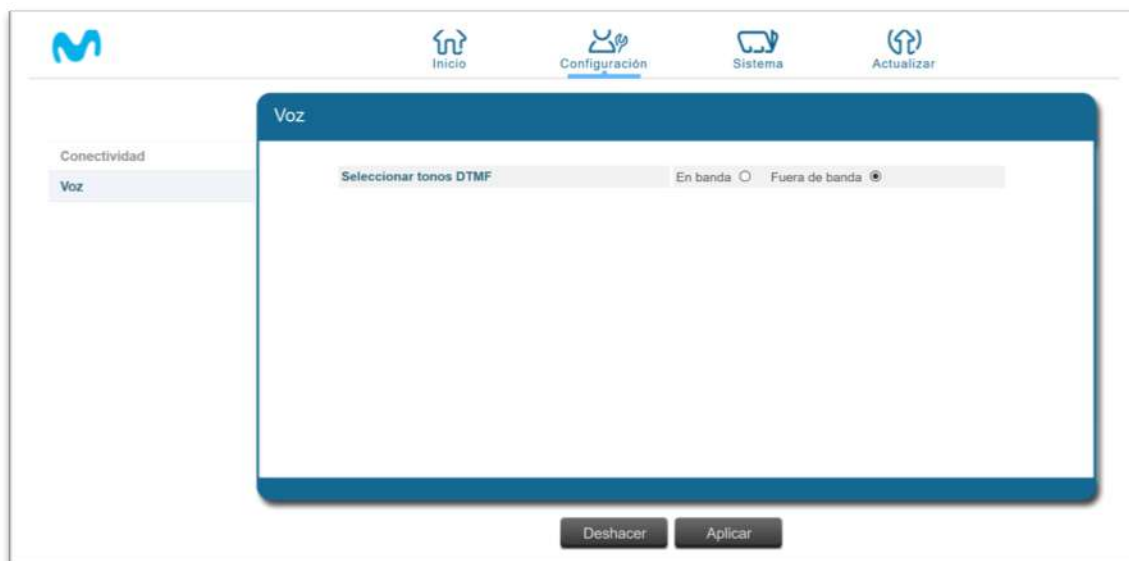 Inicio
Configuración
Sistema
Actualizar
Voz
Conectividad
Voz
Seleccionar tonos DTMF En banda Fuera de banda
Deshacer Aplicar